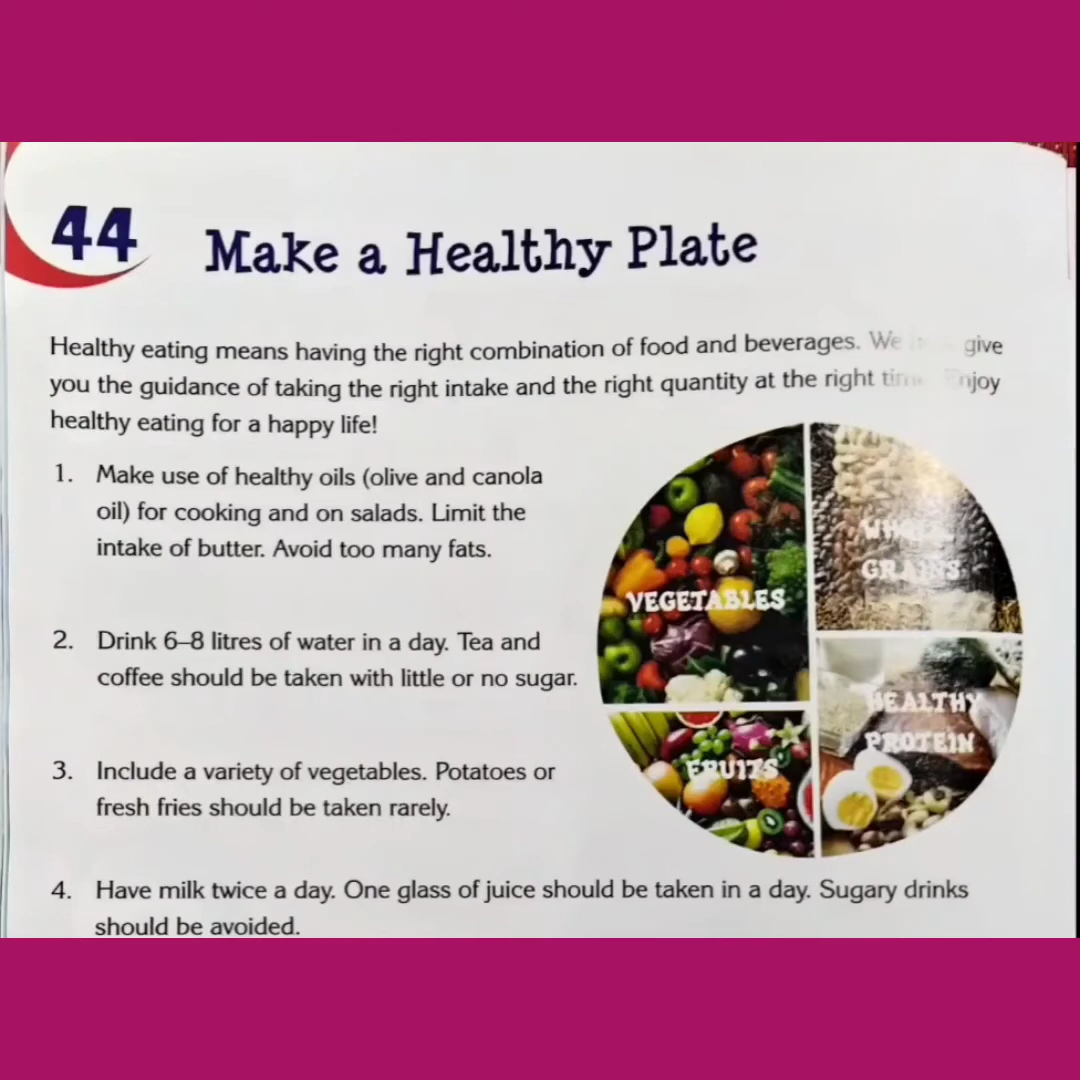 44 Make a Healthy Plate
Healthy eating means having the right combination of food and beverages. We give
you the guidance of taking the right intake and the right quantity at the right Enjoy
healthy eating for a happy life!
1. Make use of healthy oils (olive and canola
oil) for cooking and on salads. Limit the
intake of butter. Avoid too many fats.
2. Drink 6–8 litres of water in a day. Tea and
coffee should be taken with little or no sugar.
3. Include a variety of vegetables. Potatoes or
fresh fries should be taken rarely.
VEGETABLES
WHOLE
GRAINS
HEALTHY
PROTEIN
FRUITS
4. Have milk twice a day. One glass of juice should be taken in a day. Sugary drinks
should be avoided.